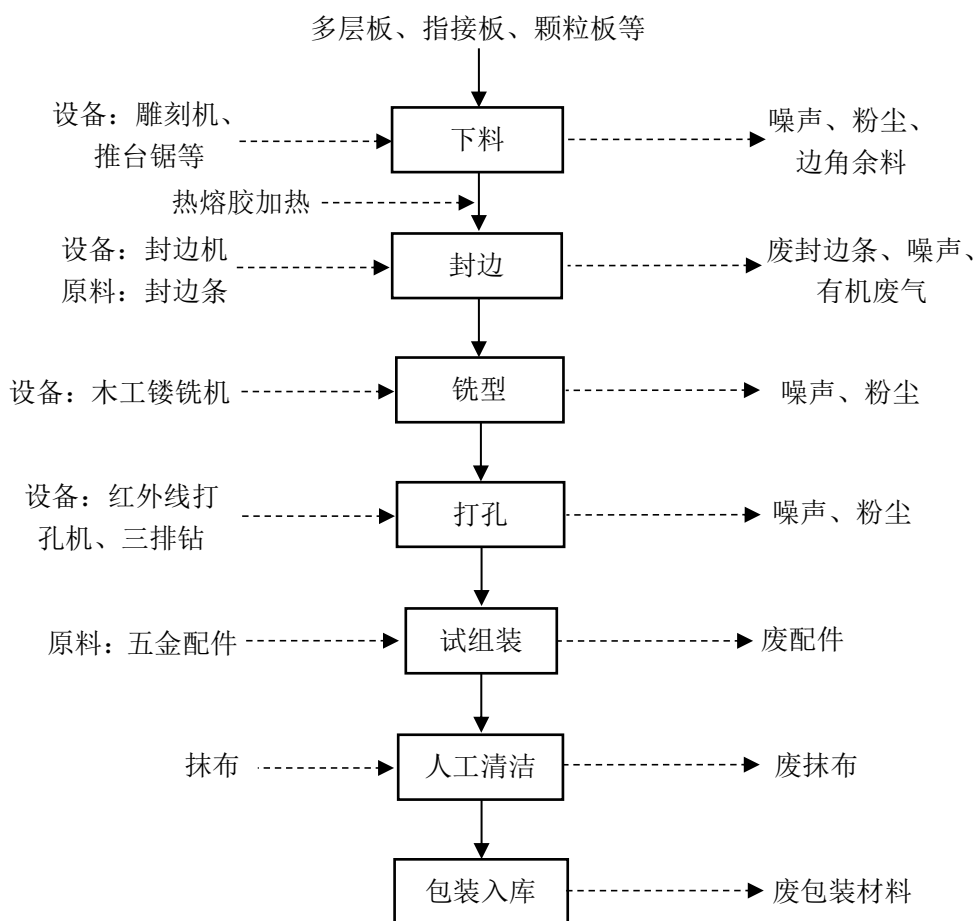 多层板、指接板、颗粒板等
设备：雕刻机、
推台锯等
下料
噪声、粉尘、
边角余料
热熔胶加热
设备：封边机
原料：封边条
封边
废封边条、噪声、
有机废气
设备：木工镂铣机
铣型
噪声、粉尘
设备：红外线打
孔机、三排钻
打孔
噪声、粉尘
原料：五金配件
试组装
废配件
抹布
人工清洁
废抹布
包装入库
废包装材料